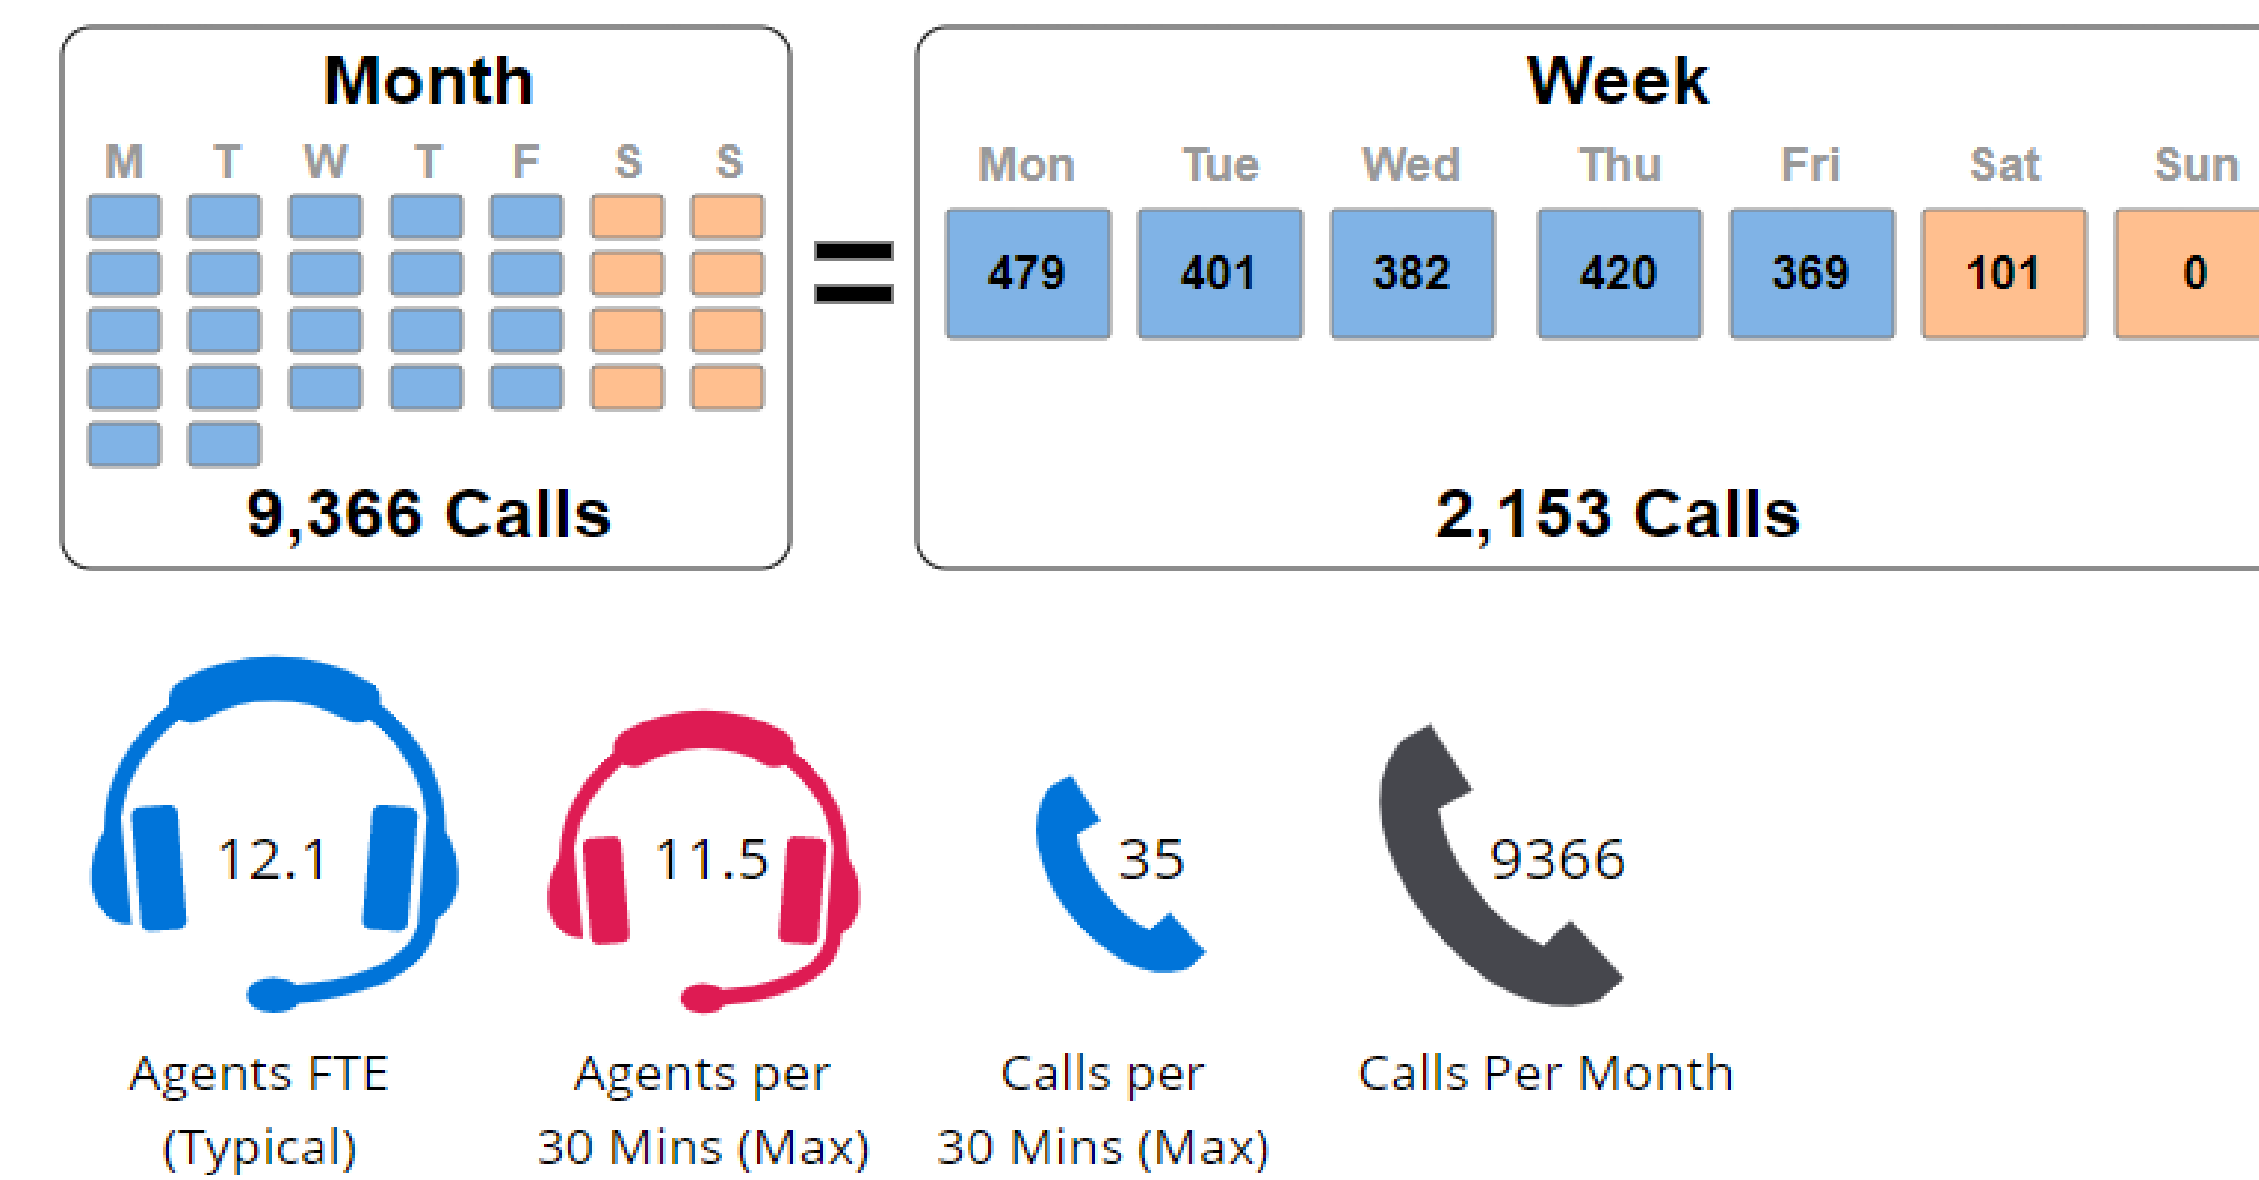 Month
M T W T F S S
9,366 Calls
=
Week
Mon Tue Wed Thu Fri Sat Sun
479 401 382 420 369 101 0
2,153 Calls
12.1
Agents FTE
(Typical)
11.5
Agents per
30 Mins (Max)
35
Calls per
30 Mins (Max)
9366
Calls Per Month